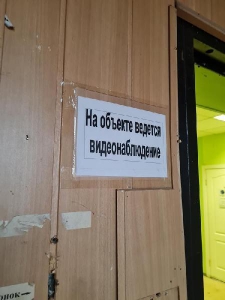 На объекте ведется
видеонаблюдение